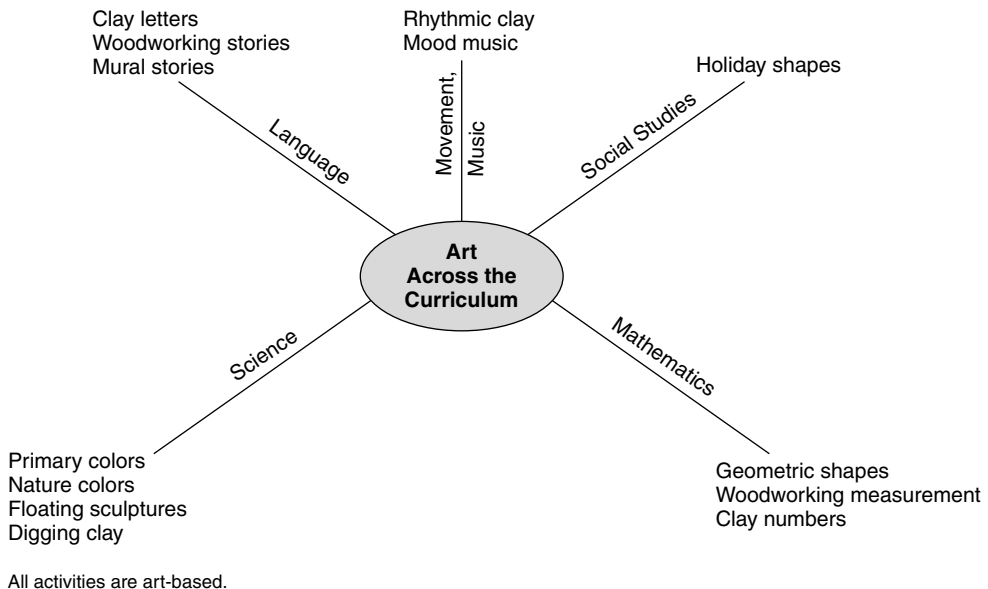 Clay letters
Woodworking stories
Mural stories
Rhythmic clay
Mood music
Holiday shapes
Language
Movement,
Music
Social Studies
Art
Across the
Curriculum
Science
Mathematics
Primary colors
Nature colors
Floating sculptures
Digging clay
Geometric shapes
Woodworking measurement
Clay numbers
All activities are art-based.